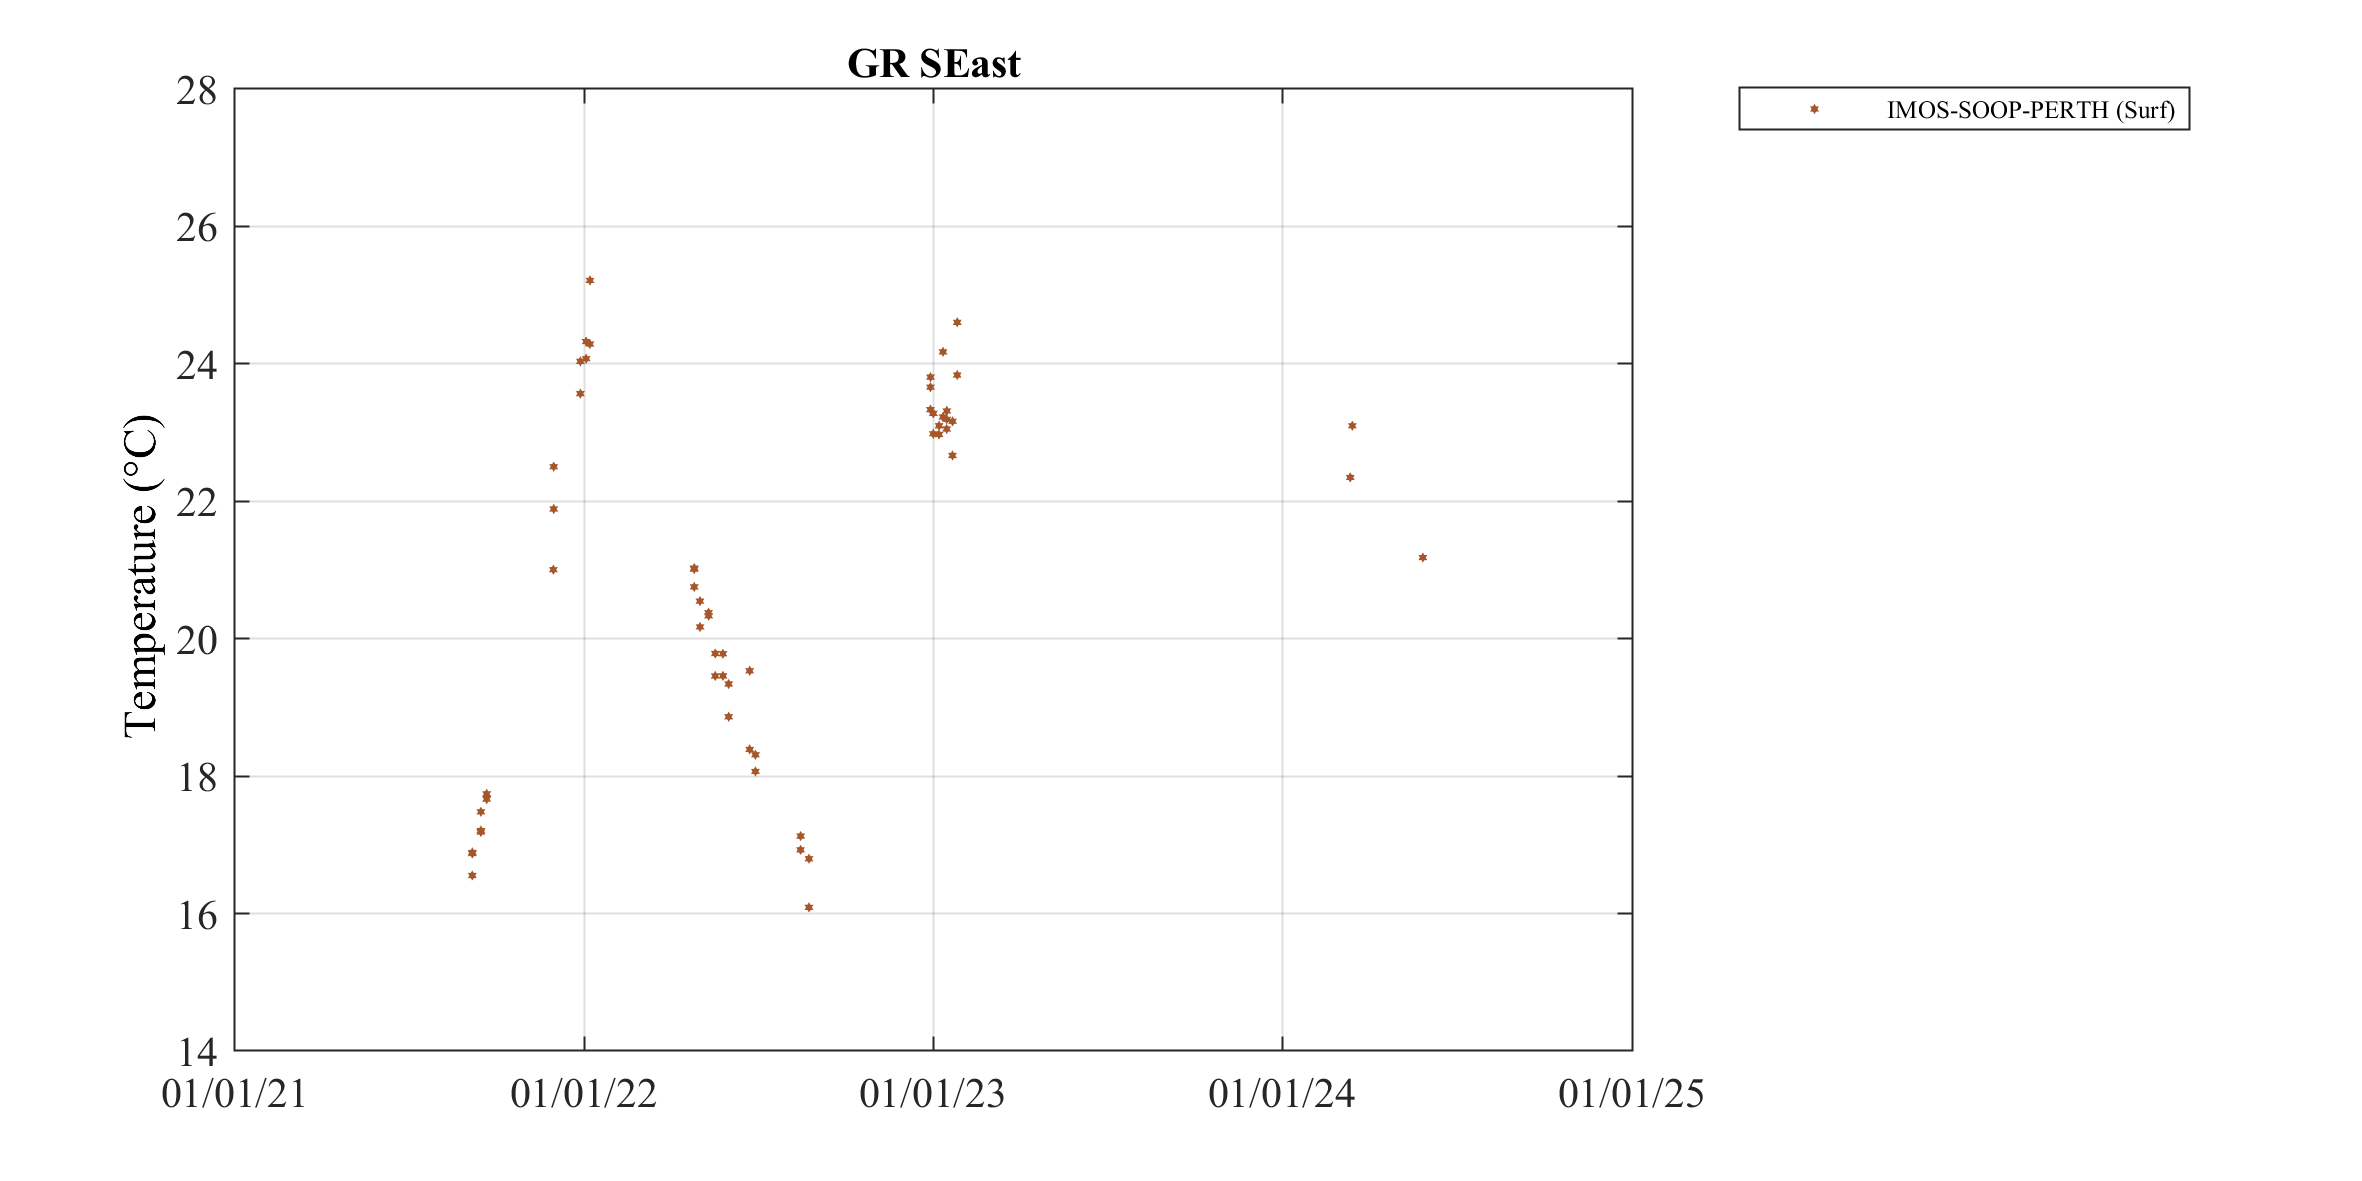 GR SEast
28
26
24
22
20
18
16
14
Temperature (°C)
01/01/21 01/01/22 01/01/23 01/01/24 01/01/25
IMOS-SOOP-PERTH (Surf)